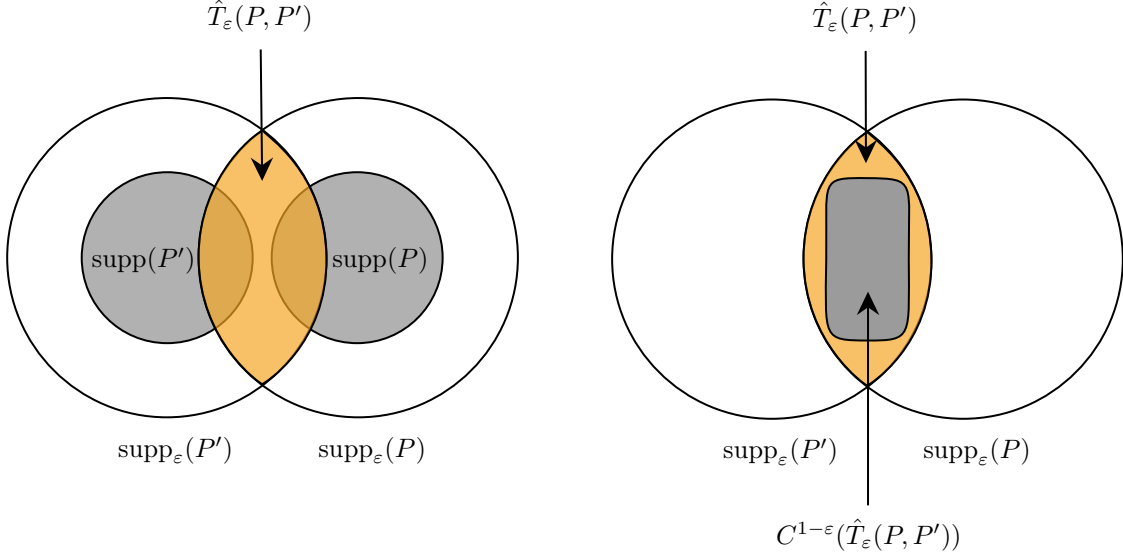 T̂_ε(P, P′)
supp(P′)
supp(P)
supp_ε(P′)
supp_ε(P)
T̂_ε(P, P′)
supp_ε(P′)
supp_ε(P)
C^{1−ε}(T̂_ε(P, P′))